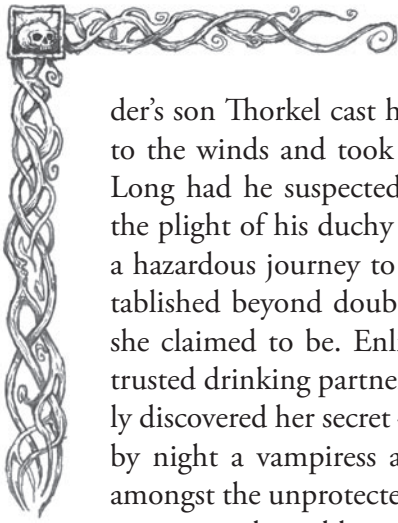 der's son Thorkel cast h
to the winds and took
Long had he suspected
the plight of his duchy
a hazardous journey to
tablished beyond doub
she claimed to be. Enl
trusted drinking partne
ly discovered her secret
by night a vampiress a
amongst the unprotecte